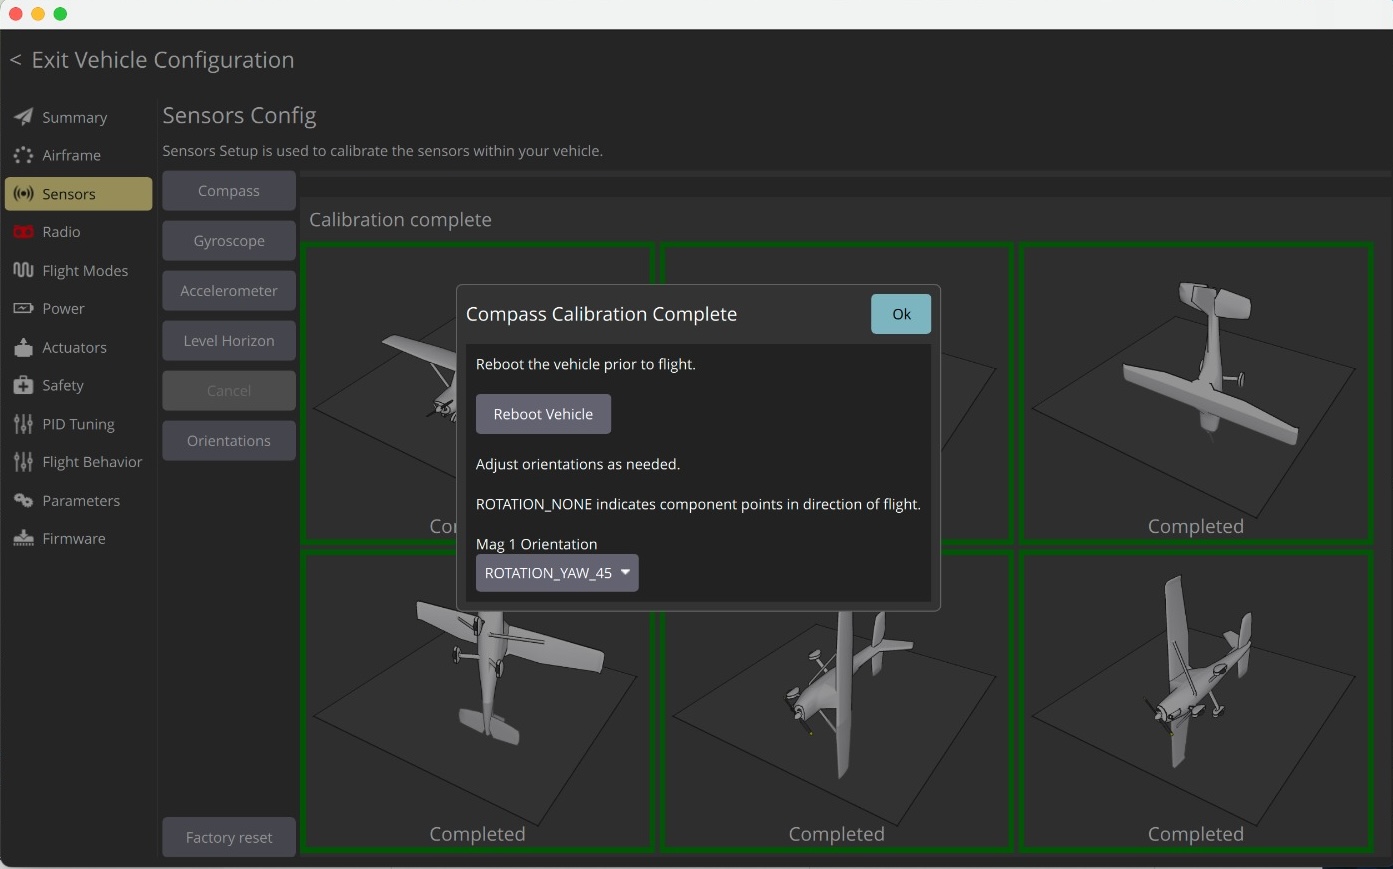 < Exit Vehicle Configuration
Summary
Airframe
Sensors
Radio
Flight Modes
Power
Actuators
Safety
PID Tuning
Flight Behavior
Parameters
Firmware
Sensors Config
Sensors Setup is used to calibrate the sensors within your vehicle.
Compass
Gyroscope
Accelerometer
Level Horizon
Cancel
Orientations
Factory reset
Calibration complete
Compass Calibration Complete
Ok
Reboot the vehicle prior to flight.
Reboot Vehicle
Adjust orientations as needed.
ROTATION_NONE indicates component points in direction of flight.
Mag 1 Orientation
ROTATION_YAW_45
Completed
Completed
Completed
Completed